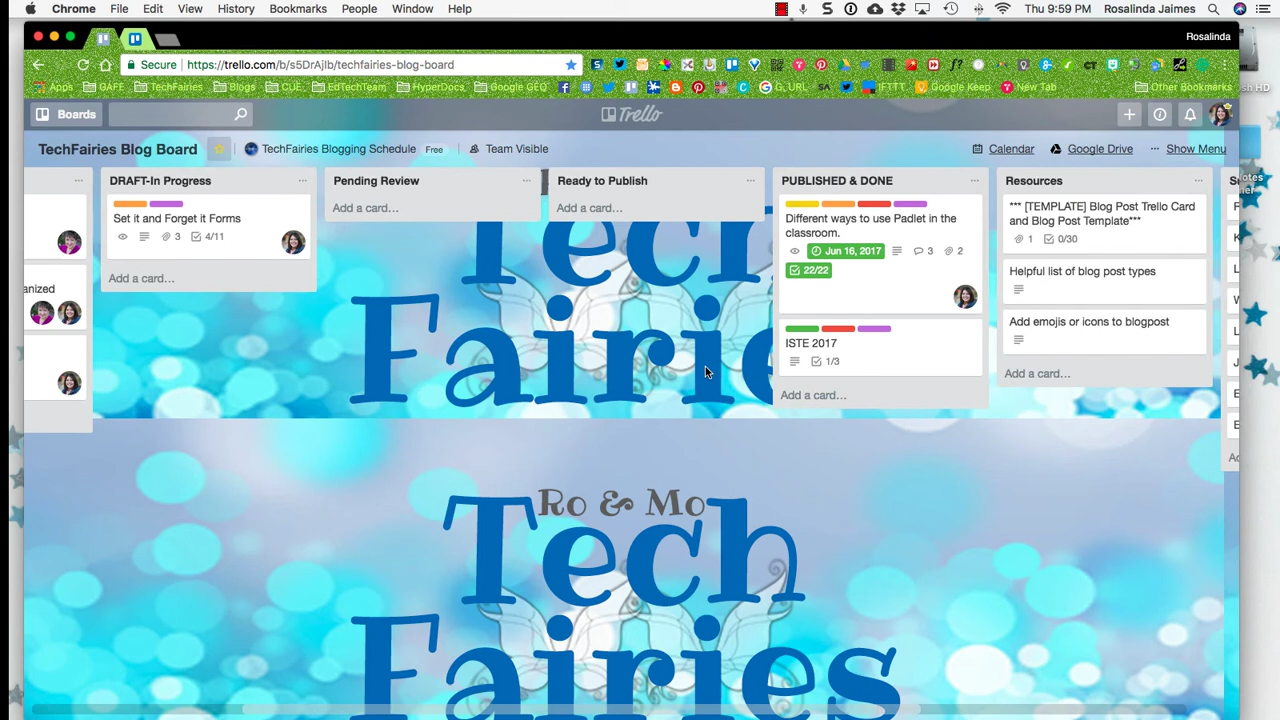 Chrome File Edit View History Bookmarks People Window Help Thu 9:59 PM Rosalinda Jaimes
Rosalinda
Secure https://trello.com/b/s5DrAjIb/techfairies-blog-board
Apps GAFE TechFairies Blogs CUE EdTechTeam HyperDocs Google GEO G, URL IFTTT Google Keep New Tab Other Bookmarks
Boards Trello
TechFairies Blog Board TechFairies Blogging Schedule Free Team Visible Calendar Google Drive Show Menu
DRAFT-In Progress
Set it and Forget it Forms
3 4/11
Add a card…
anized
Pending Review
Add a card…
Ready to Publish
Add a card…
PUBLISHED & DONE
Different ways to use Padlet in the
classroom.
Jun 16, 2017 3 2
22/22
ISTE 2017
1/3
Add a card…
Resources
*** [TEMPLATE] Blog Post Trello Card
and Blog Post Template***
1 0/30
Helpful list of blog post types
Add emojis or icons to blogpost
Add a card…
Tech
Fairie
Ro & Mo
Tech
Fairies